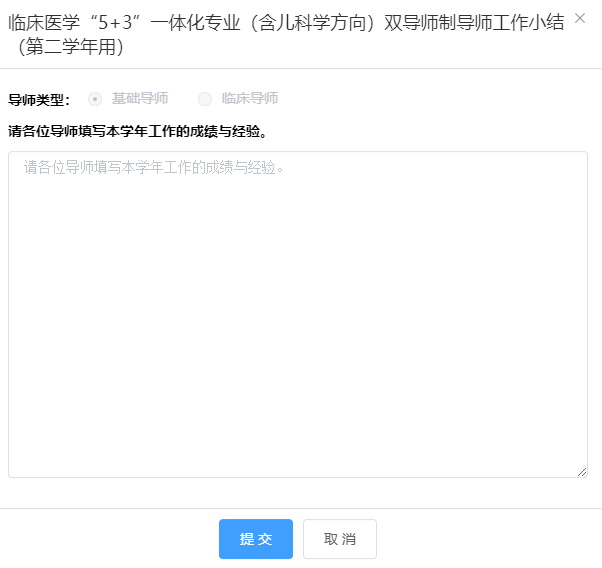 临床医学“5+3”一体化专业（含儿科学方向）双导师制导师工作小结
（第二学年用）
导师类型： 基础导师 临床导师
请各位导师填写本学年工作的成绩与经验。
请各位导师填写本学年工作的成绩与经验。
提 交 取 消